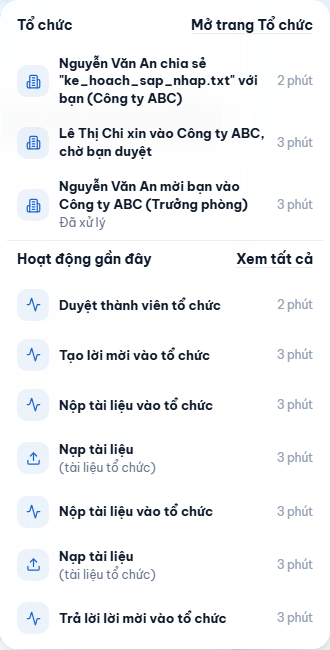 Tổ chức
Mở trang Tổ chức
Nguyễn Văn An chia sẻ
"ke_hoach_sap_nhap.txt" với
bạn (Công ty ABC)
2 phút
Lê Thị Chi xin vào Công ty ABC,
chờ bạn duyệt
3 phút
Nguyễn Văn An mời bạn vào
Công ty ABC (Trưởng phòng)
Đã xử lý
3 phút
Hoạt động gần đây
Xem tất cả
Duyệt thành viên tổ chức
2 phút
Tạo lời mời vào tổ chức
3 phút
Nộp tài liệu vào tổ chức
3 phút
Nạp tài liệu
(tài liệu tổ chức)
3 phút
Nộp tài liệu vào tổ chức
3 phút
Nạp tài liệu
(tài liệu tổ chức)
3 phút
Trả lời lời mời vào tổ chức
3 phút